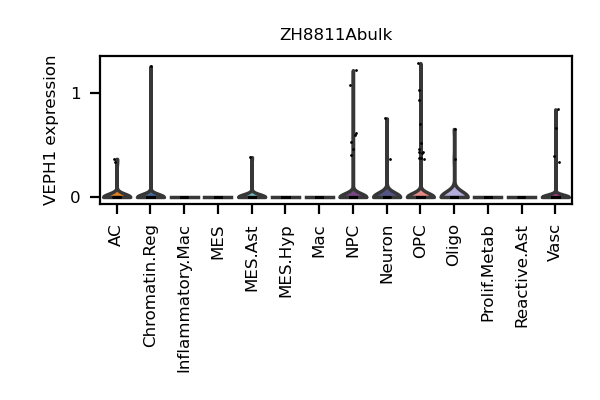 ZH8811Abulk
VEPH1 expression
1
0
AC
Chromatin.Reg
Inflammatory.Mac
MES
MES.Ast
MES.Hyp
Mac
NPC
Neuron
OPC
Oligo
Prolif.Metab
Reactive.Ast
Vasc